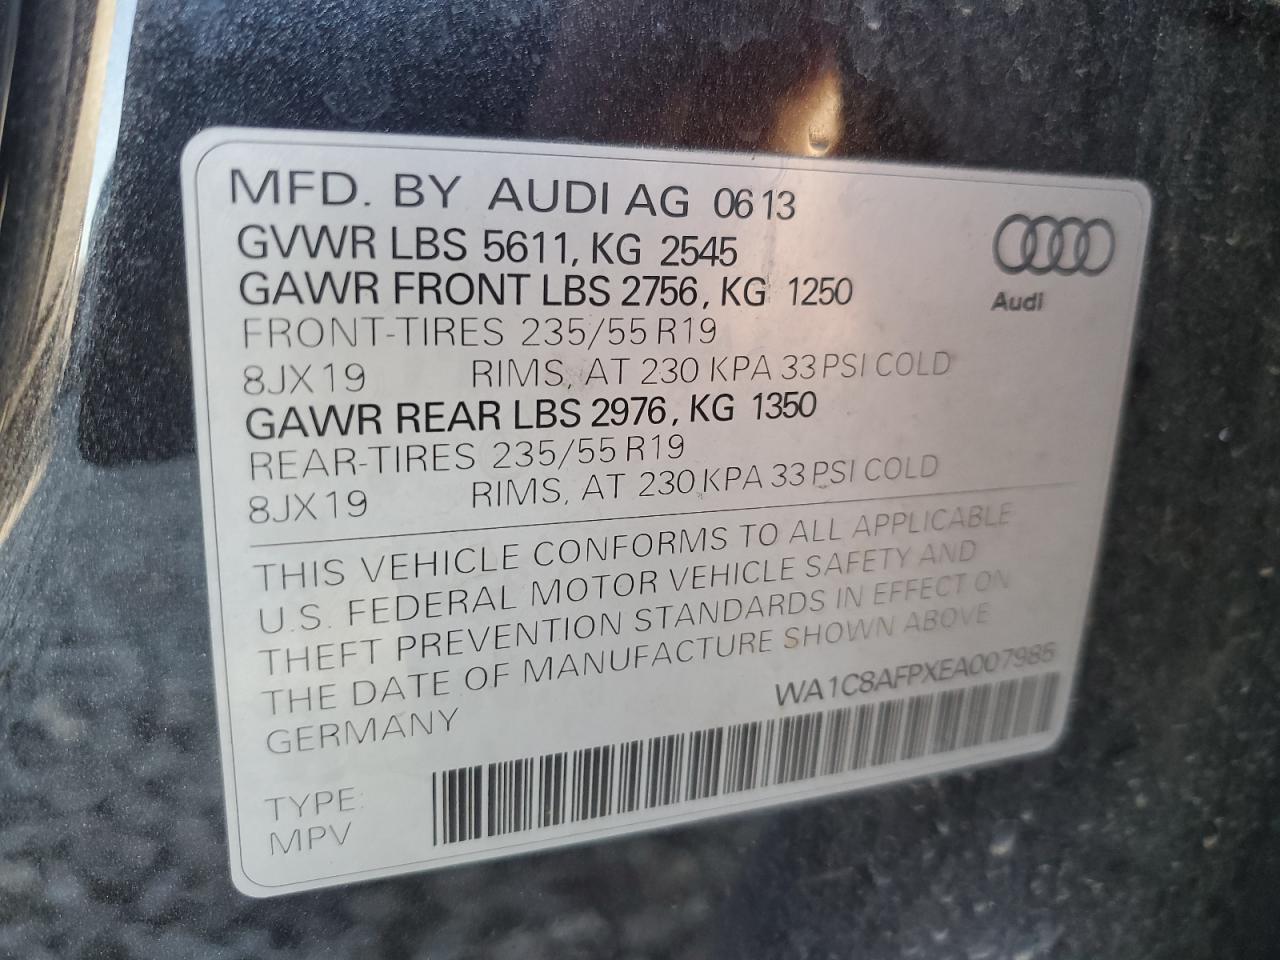 MFD. BY AUDI AG 06 13
GVWR LBS 5611, KG 2545
GAWR FRONT LBS 2756, KG 1250
FRONT-TIRES 235/55 R19
8JX19 RIMS, AT 230 KPA 33 PSI COLD
GAWR REAR LBS 2976, KG 1350
REAR-TIRES 235/55 R19
8JX19 RIMS, AT 230 KPA 33 PSI COLD
Audi
THIS VEHICLE CONFORMS TO ALL APPLICABLE
U.S. FEDERAL MOTOR VEHICLE SAFETY AND
THEFT PREVENTION STANDARDS IN EFFECT ON
THE DATE OF MANUFACTURE SHOWN ABOVE
GERMANY
WA1C8AFPXEA007985
TYPE:
MPV